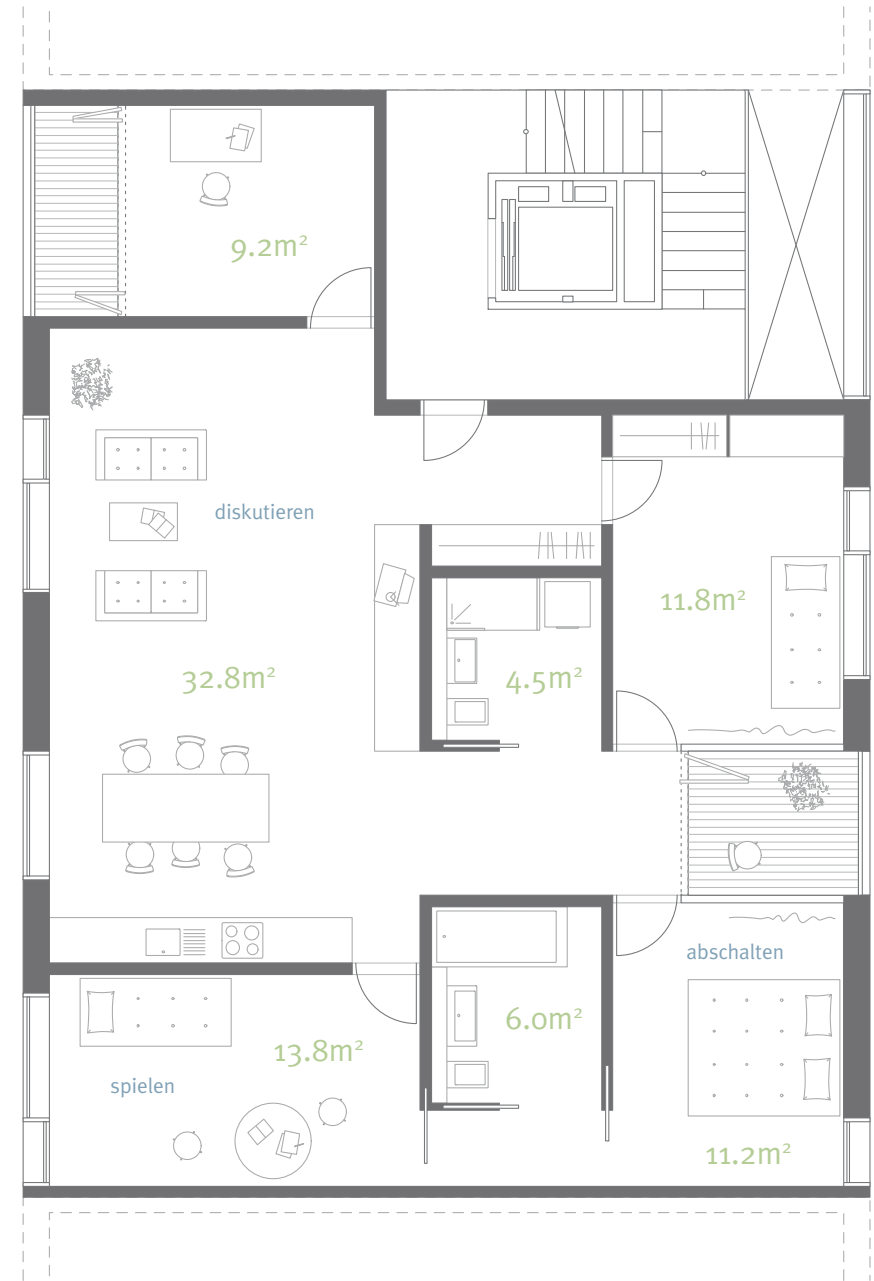 9.2m²
diskutieren
11.8m²
32.8m²
4.5m²
abschalten
6.0m²
13.8m²
spielen
11.2m²